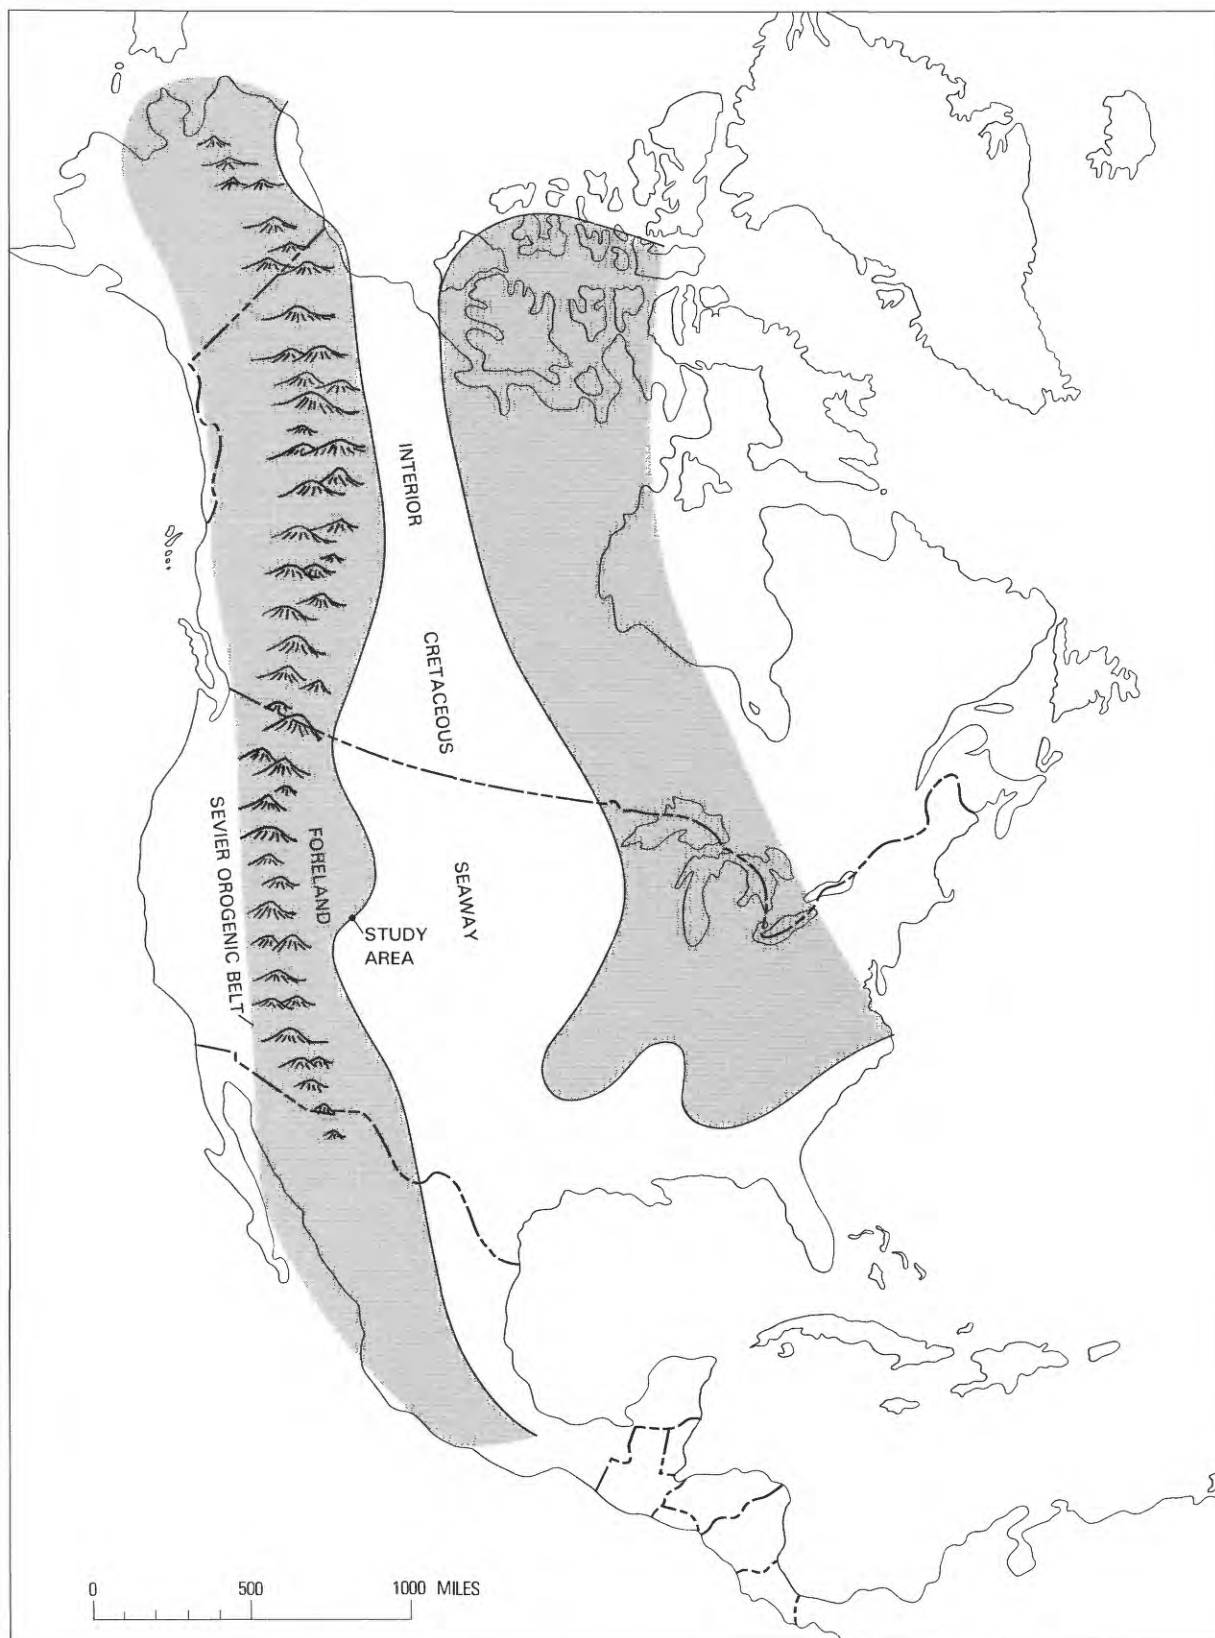 INTERIOR
CRETACEOUS
SEAWAY
FORELAND
SEVIER OROGENIC BELT
STUDY
AREA
0 500 1000 MILES